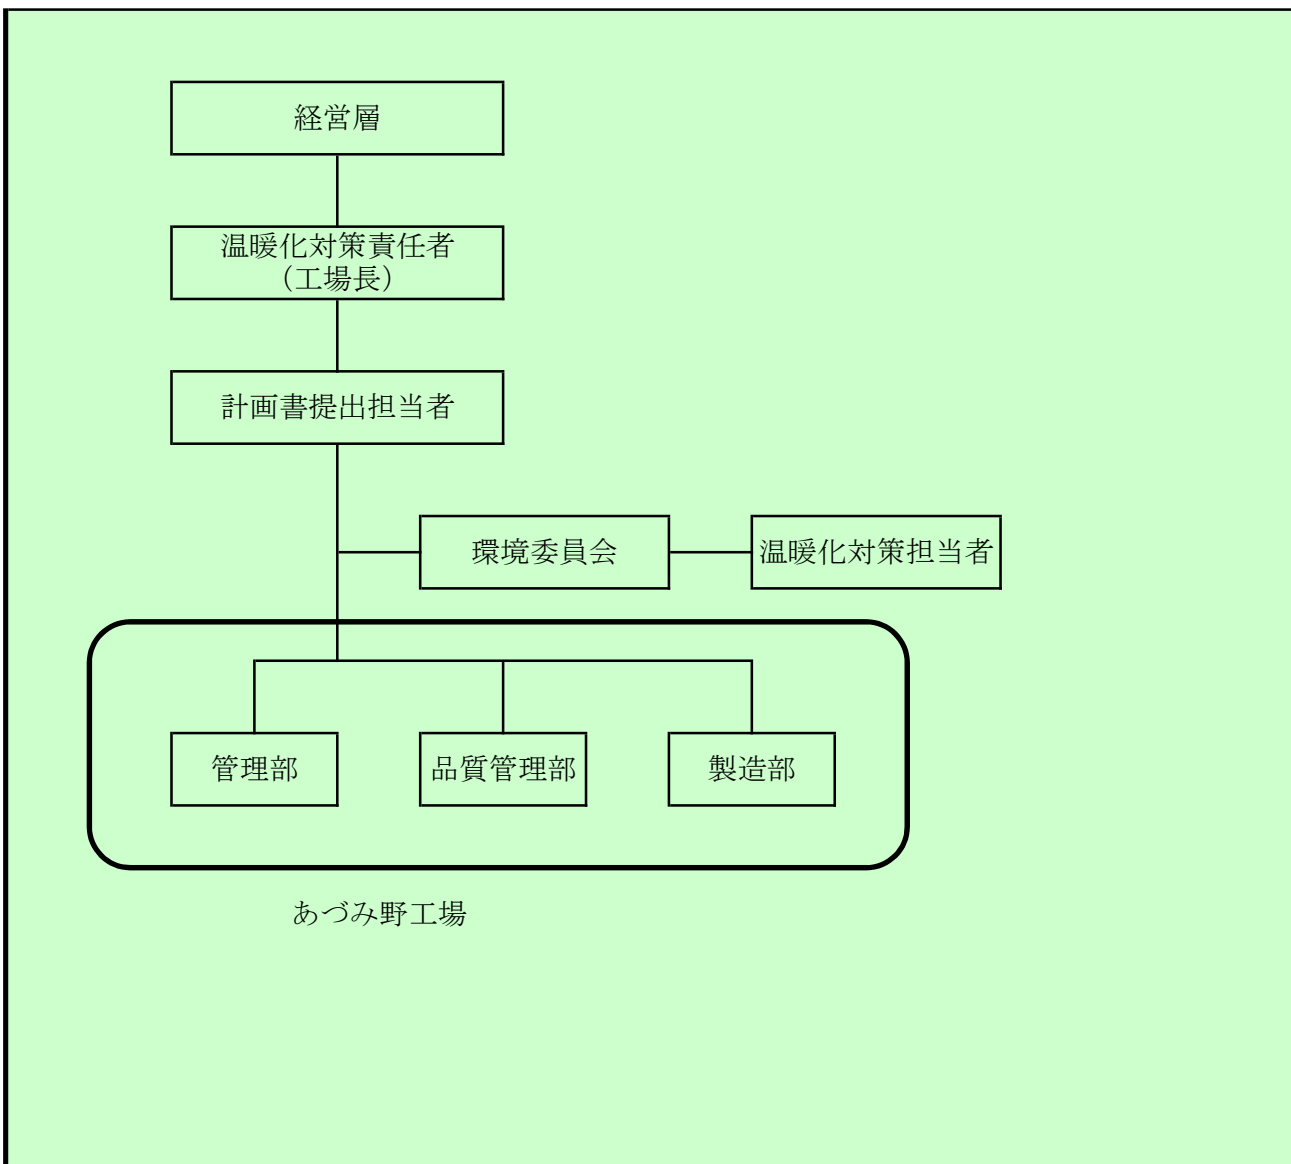 経営層
温暖化対策責任者
（工場長）
計画書提出担当者
環境委員会
温暖化対策担当者
管理部
品質管理部
製造部
あづみ野工場